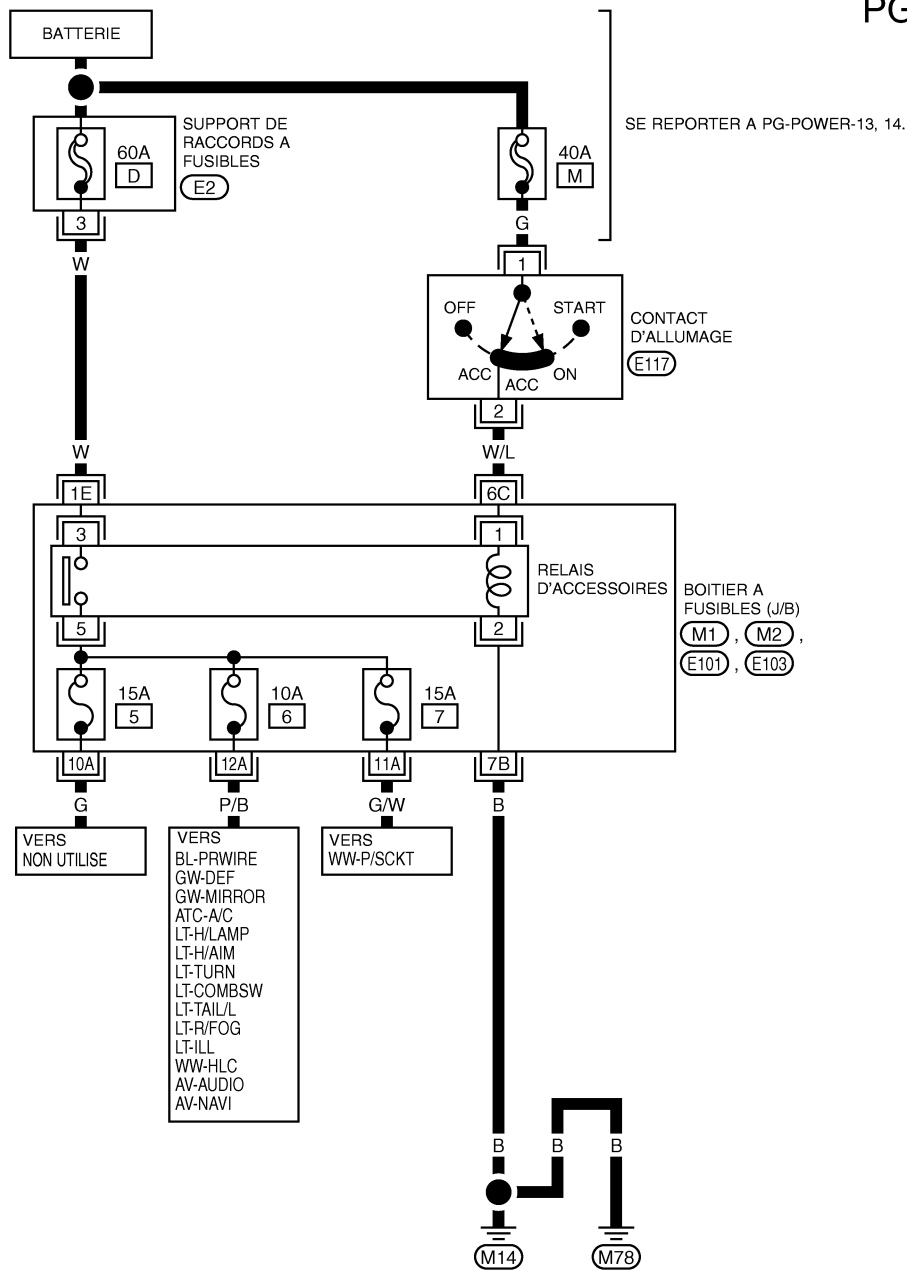 PG
BATTERIE
SUPPORT DE
RACCORDS A
FUSIBLES
E2
60A
D
3
W
40A
M
G
SE REPORTER A PG-POWER-13, 14.
1
OFF
START
ACC
ACC
ON
CONTACT
D'ALLUMAGE
E117
2
W/L
W
1E
6C
3
1
RELAIS
D'ACCESSOIRES
5
2
BOITIER A
FUSIBLES (J/B)
M1 , M2 ,
E101 , E103
15A
5
10A
6
15A
7
10A
12A
11A
7B
G
P/B
G/W
B
VERS
NON UTILISE
VERS
BL-PRWIRE
GW-DEF
GW-MIRROR
ATC-A/C
LT-H/LAMP
LT-H/AIM
LT-TURN
LT-COMBSW
LT-TAIL/L
LT-R/FOG
LT-ILL
WW-HLC
AV-AUDIO
AV-NAVI
VERS
WW-P/SCKT
B
B
B
M14
M78